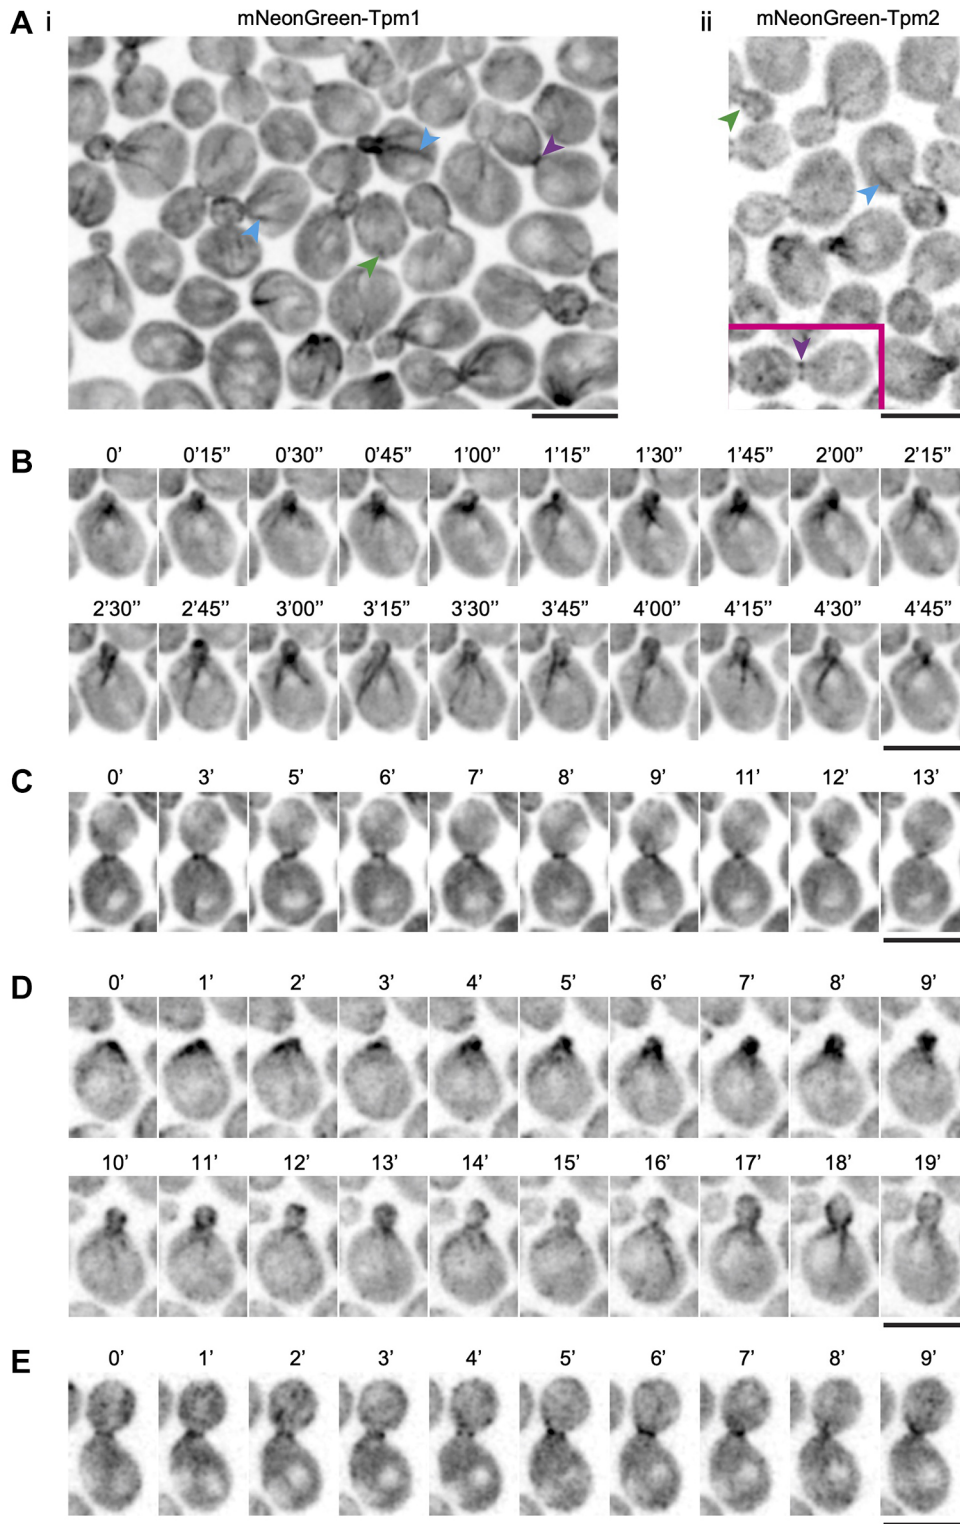 A i mNeonGreen-Tpm1 ii mNeonGreen-Tpm2
B 0’ 0’15’’ 0’30’’ 0’45’’ 1’00’’ 1’15’’ 1’30’’ 1’45’’ 2’00’’ 2’15’’
2’30’’ 2’45’’ 3’00’’ 3’15’’ 3’30’’ 3’45’’ 4’00’’ 4’15’’ 4’30’’ 4’45’’
C 0’ 3’ 5’ 6’ 7’ 8’ 9’ 11’ 12’ 13’
D 0’ 1’ 2’ 3’ 4’ 5’ 6’ 7’ 8’ 9’
10’ 11’ 12’ 13’ 14’ 15’ 16’ 17’ 18’ 19’
E 0’ 1’ 2’ 3’ 4’ 5’ 6’ 7’ 8’ 9’